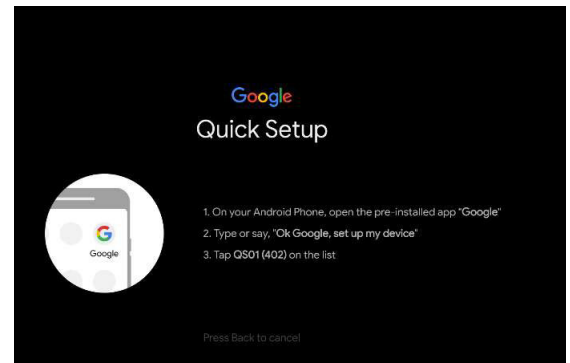 Google
Quick Setup
1. On your Android Phone, open the pre-installed app "Google"
2. Type or say, "Ok Google, set up my device"
3. Tap QS01 (402) on the list
G
Google
Press Back to cancel